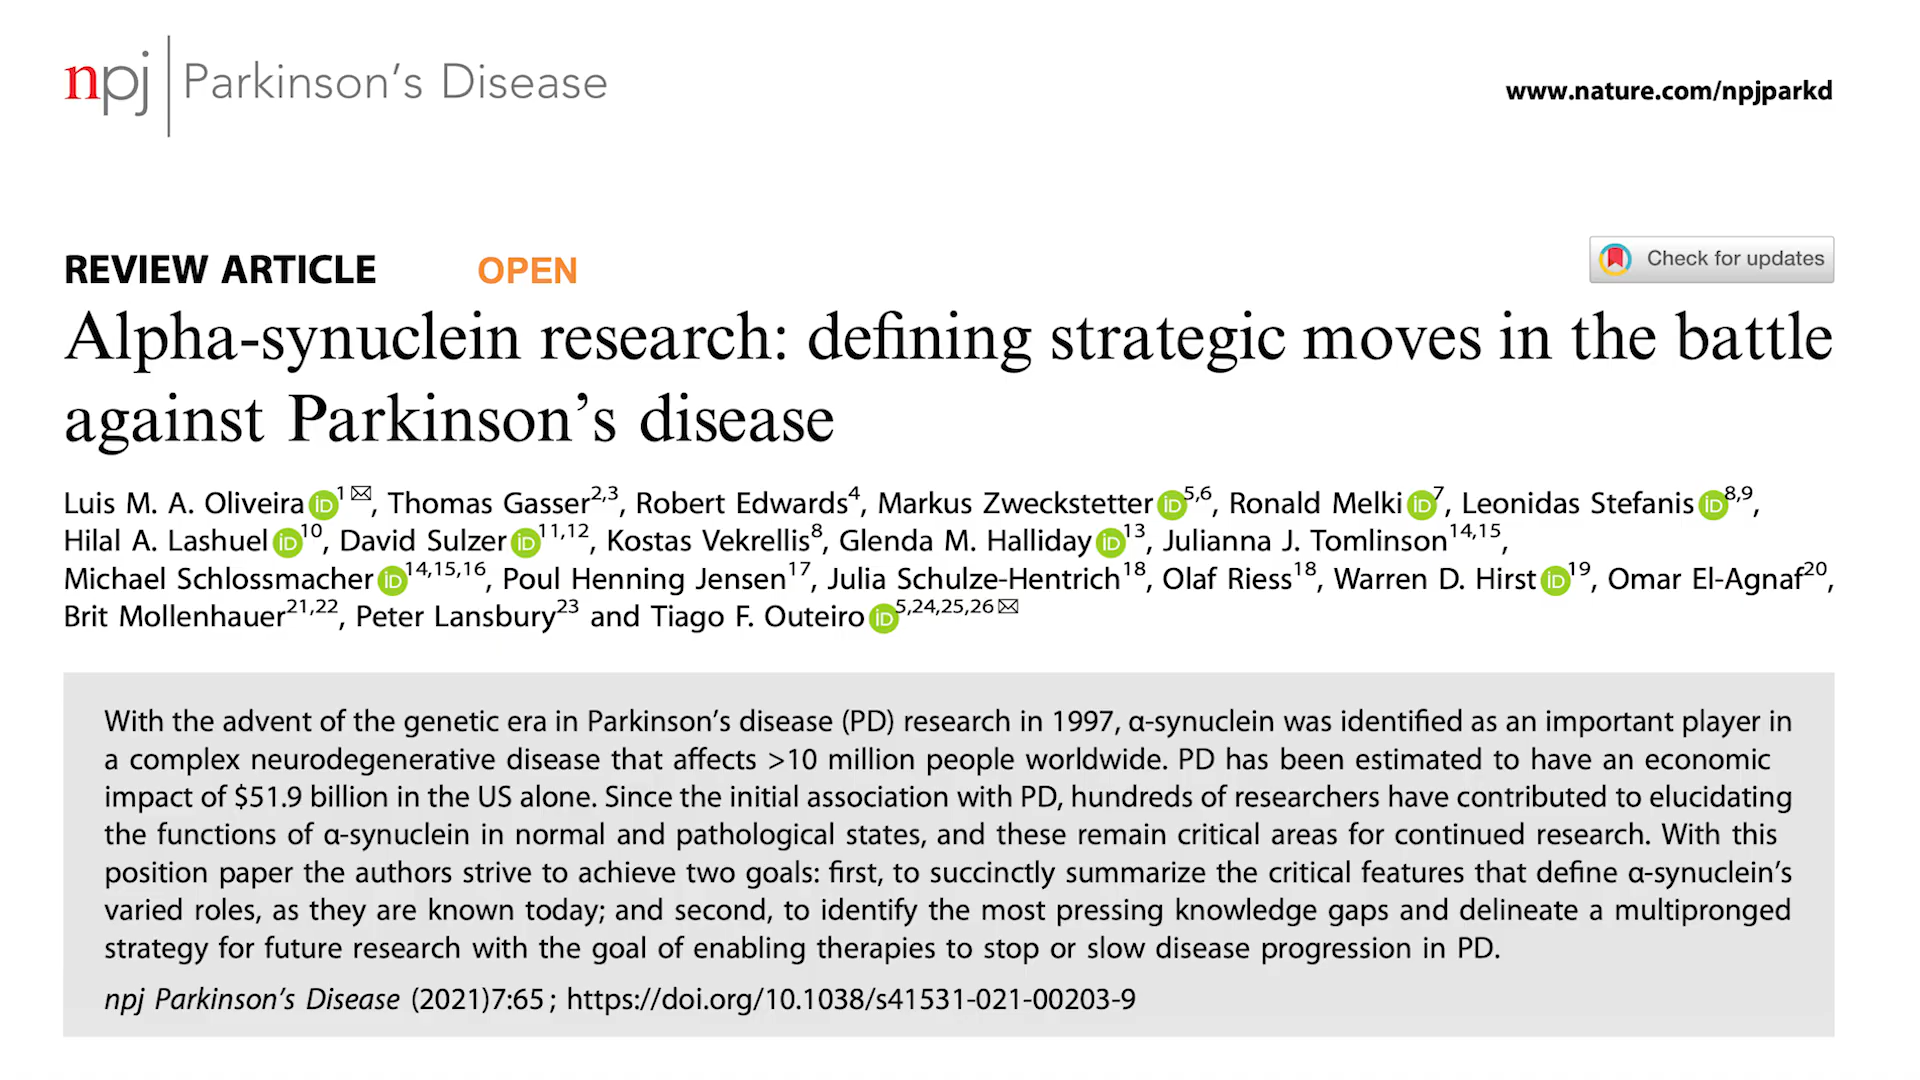 npj | Parkinson's Disease
www.nature.com/npjparkd
REVIEW ARTICLE OPEN
Check for updates
Alpha-synuclein research: defining strategic moves in the battle
against Parkinson's disease
Luis M. A. Oliveira iD 1✉, Thomas Gasser2,3, Robert Edwards4, Markus Zweckstetter iD 5,6, Ronald Melki iD 7, Leonidas Stefanis iD 8,9,
Hilal A. Lashuel iD 10, David Sulzer iD 11,12, Kostas Vekrellis8, Glenda M. Halliday iD 13, Julianna J. Tomlinson14,15,
Michael Schlossmacher iD 14,15,16, Poul Henning Jensen17, Julia Schulze-Hentrich18, Olaf Riess18, Warren D. Hirst iD 19, Omar El-Agnaf20,
Brit Mollenhauer21,22, Peter Lansbury23 and Tiago F. Outeiro iD 5,24,25,26✉
With the advent of the genetic era in Parkinson's disease (PD) research in 1997, α-synuclein was identified as an important player in
a complex neurodegenerative disease that affects >10 million people worldwide. PD has been estimated to have an economic
impact of $51.9 billion in the US alone. Since the initial association with PD, hundreds of researchers have contributed to elucidating
the functions of α-synuclein in normal and pathological states, and these remain critical areas for continued research. With this
position paper the authors strive to achieve two goals: first, to succinctly summarize the critical features that define α-synuclein's
varied roles, as they are known today; and second, to identify the most pressing knowledge gaps and delineate a multipronged
strategy for future research with the goal of enabling therapies to stop or slow disease progression in PD.
npj Parkinson's Disease (2021)7:65 ; https://doi.org/10.1038/s41531-021-00203-9